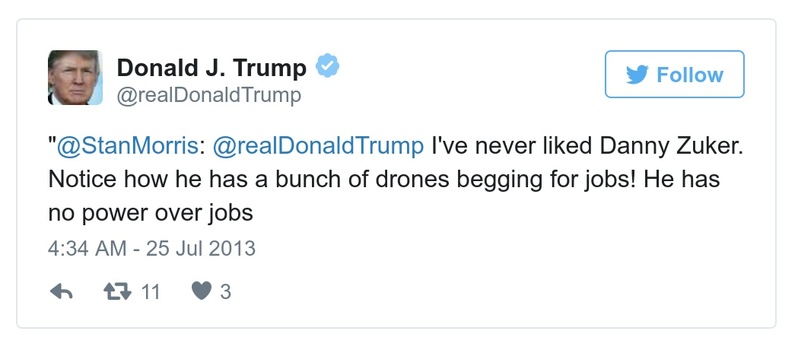 Donald J. Trump
@realDonaldTrump
Follow
"@StanMorris: @realDonaldTrump I've never liked Danny Zuker.
Notice how he has a bunch of drones begging for jobs! He has
no power over jobs
4:34 AM - 25 Jul 2013
11 3